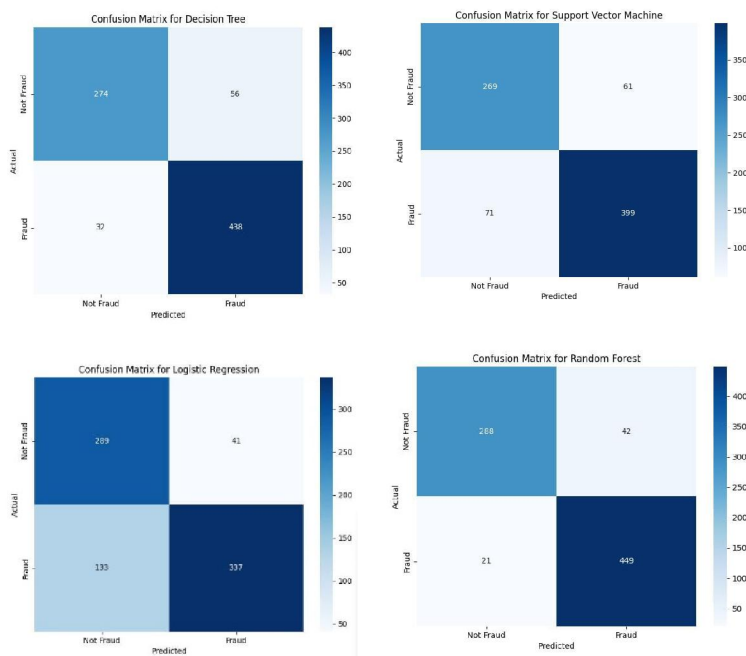 Confusion Matrix for Decision Tree
Not Fraud
Fraud
Actual
274 56
32 438
Not Fraud Fraud
Predicted
400
350
300
250
200
150
100
50
Confusion Matrix for Support Vector Machine
Not Fraud
Fraud
Actual
269 61
71 399
Not Fraud Fraud
Predicted
350
300
250
200
150
100
Confusion Matrix for Logistic Regression
Not Fraud
Fraud
Actual
289 41
133 337
Not Fraud Fraud
Predicted
300
250
200
150
100
50
Confusion Matrix for Random Forest
Not Fraud
Fraud
Actual
288 42
21 449
Not Fraud Fraud
Predicted
400
350
300
250
200
150
100
50